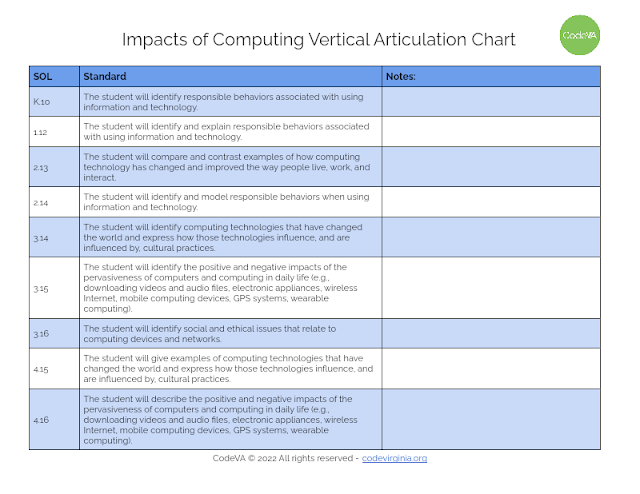 Impacts of Computing Vertical Articulation Chart
CodeVA
SOL Standard Notes:
K.10 The student will identify responsible behaviors associated with using
information and technology.
1.12 The student will identify and explain responsible behaviors associated
with using information and technology.
2.13 The student will compare and contrast examples of how computing
technology has changed and improved the way people live, work, and
interact.
2.14 The student will identify and model responsible behaviors when using
information and technology.
3.14 The student will identify computing technologies that have changed
the world and express how those technologies influence, and are
influenced by, cultural practices.
3.15 The student will identify the positive and negative impacts of the
pervasiveness of computers and computing in daily life (e.g.,
downloading videos and audio files, electronic appliances, wireless
Internet, mobile computing devices, GPS systems, wearable
computing).
3.16 The student will identify social and ethical issues that relate to
computing devices and networks.
4.15 The student will give examples of computing technologies that have
changed the world and express how those technologies influence, and
are influenced by, cultural practices.
4.16 The student will describe the positive and negative impacts of the
pervasiveness of computers and computing in daily life (e.g.,
downloading videos and audio files, electronic appliances, wireless
Internet, mobile computing devices, GPS systems, wearable
computing).
CodeVA © 2022 All rights reserved - codevirginia.org